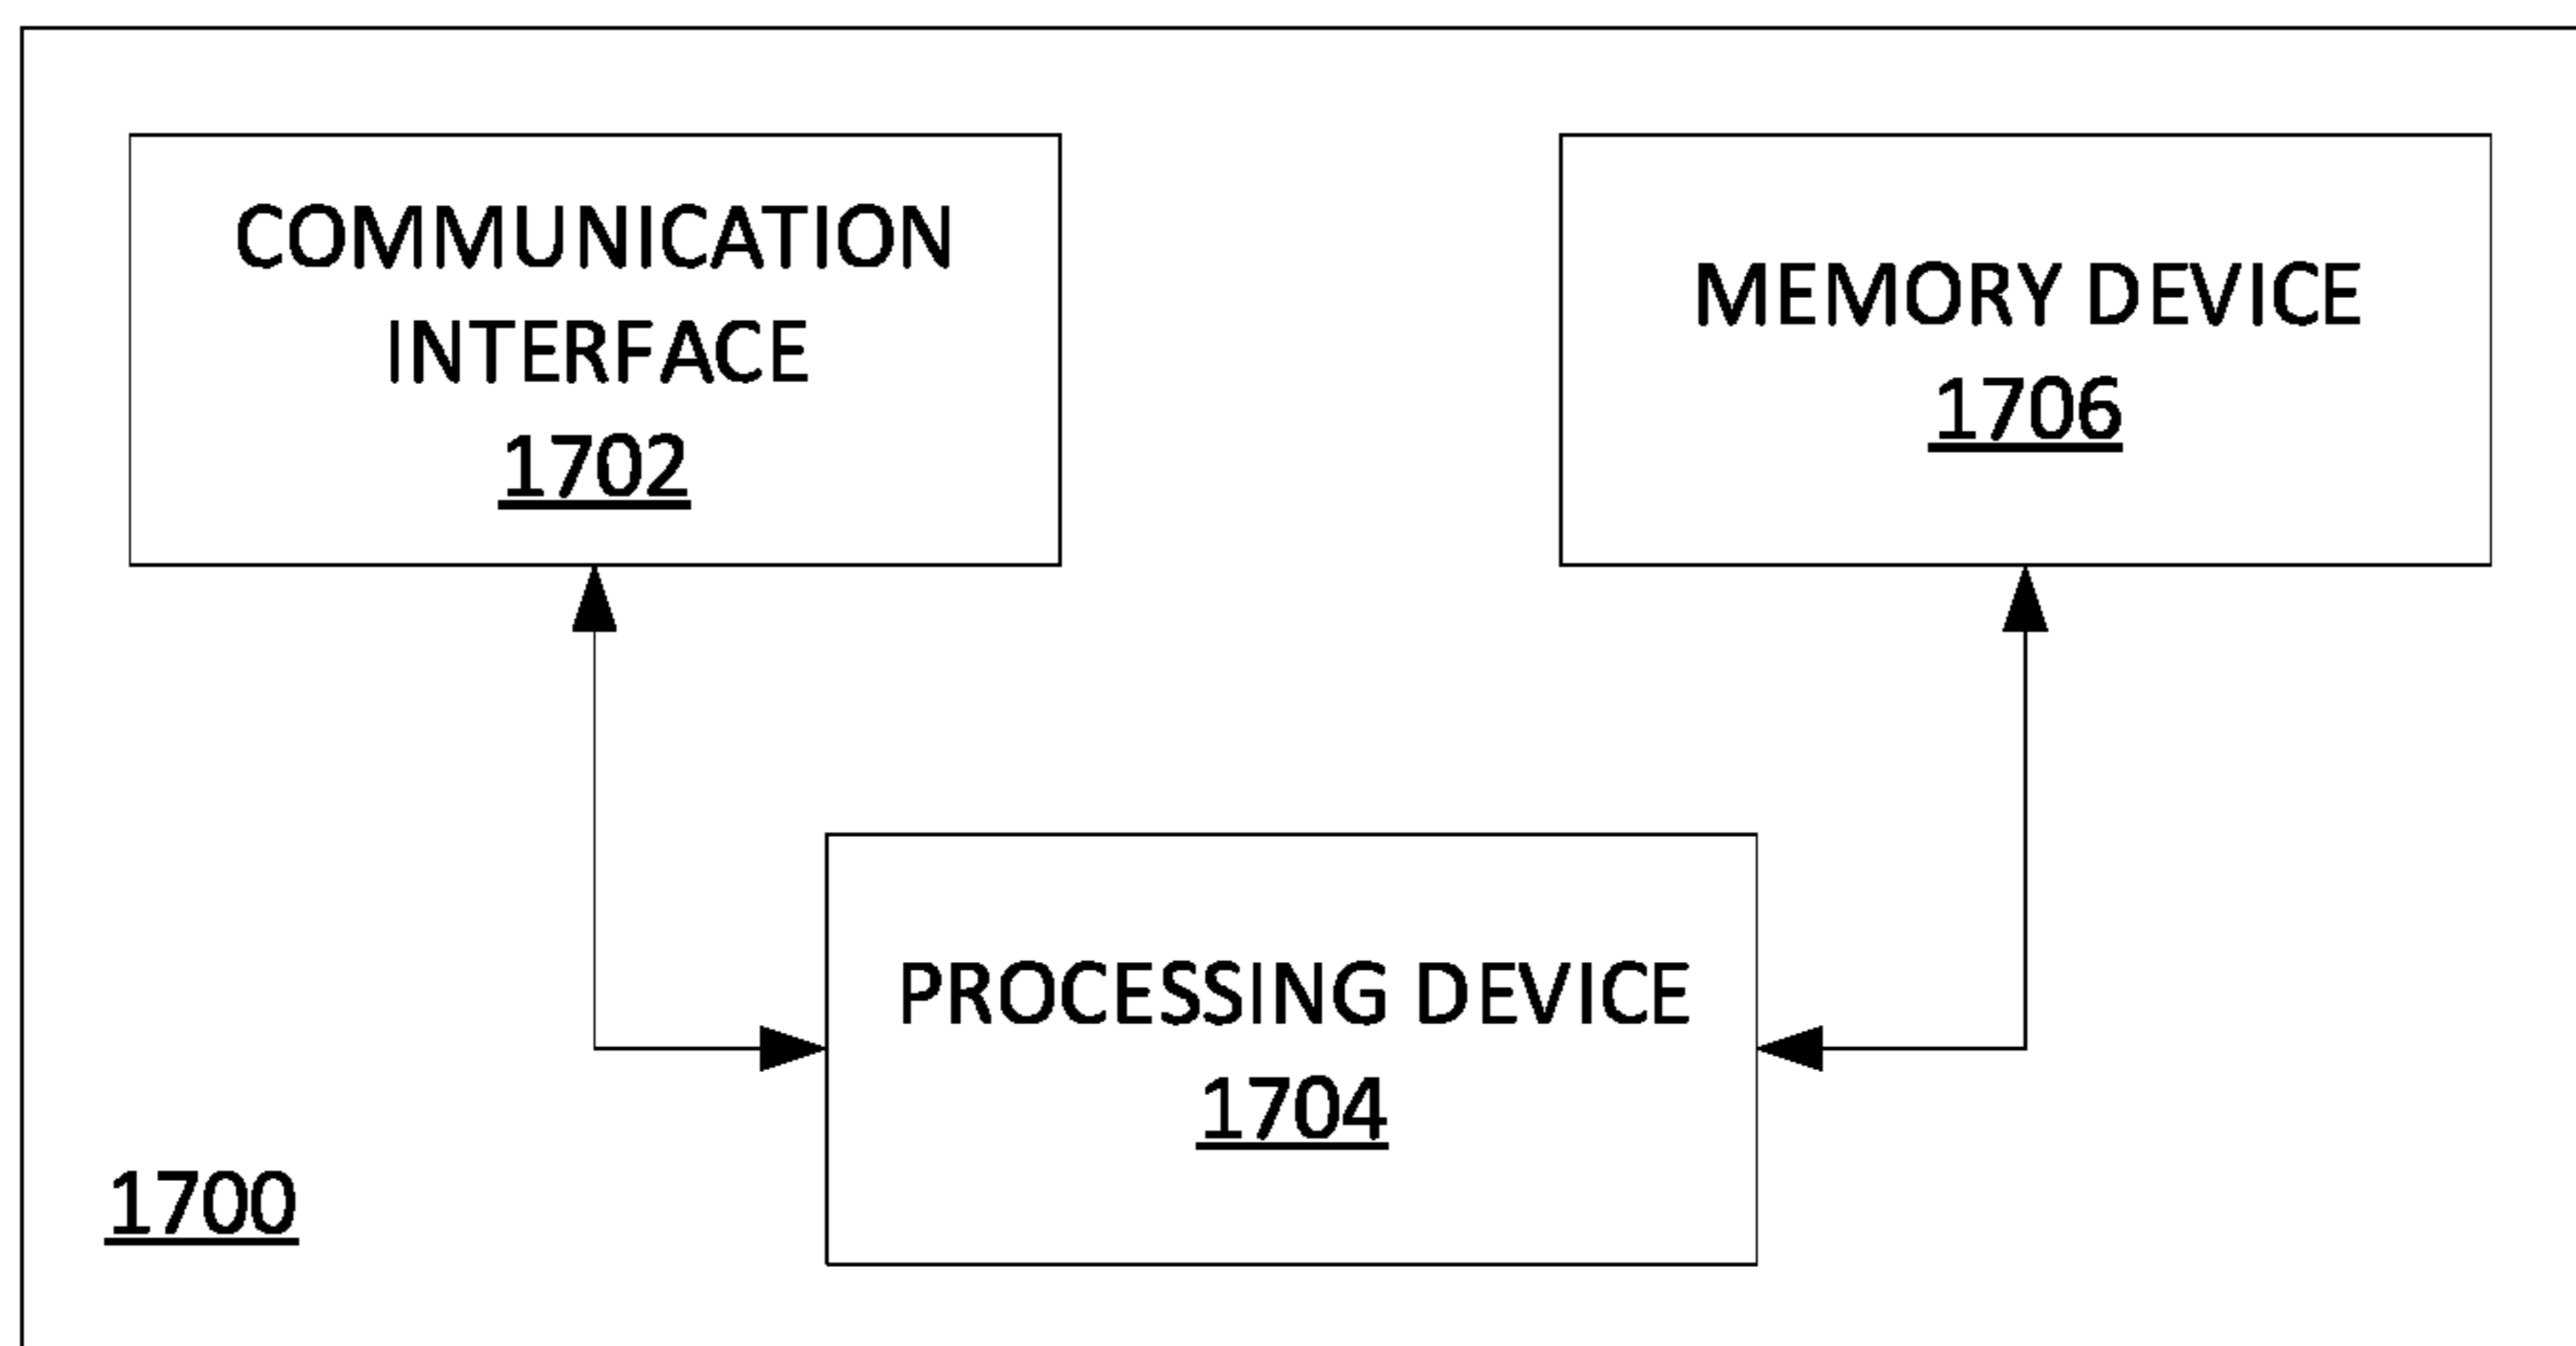 COMMUNICATION
INTERFACE
1702
MEMORY DEVICE
1706
PROCESSING DEVICE
1704
1700